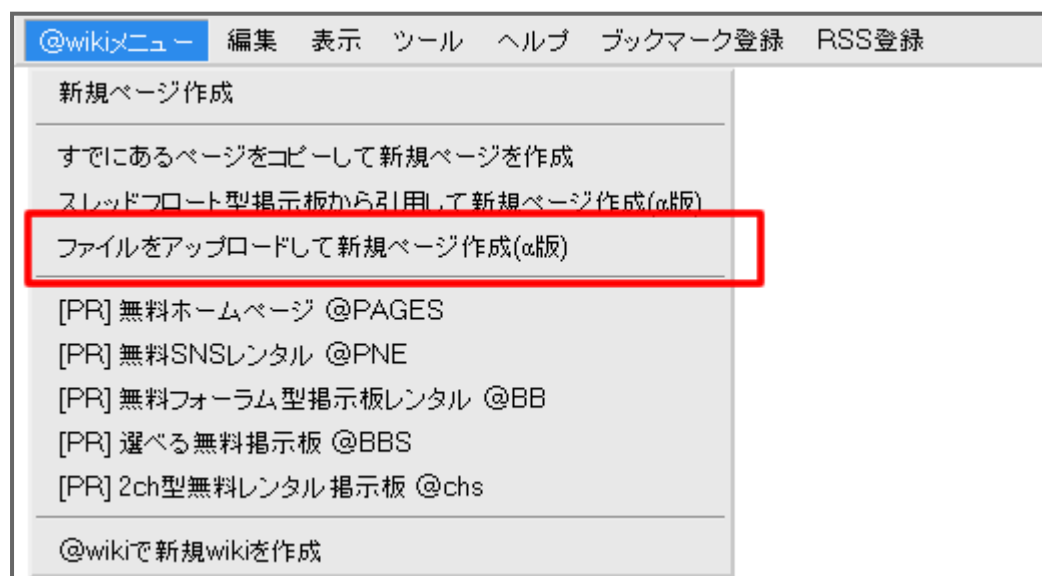 @wikiメニュー 編集 表示 ツール ヘルプ ブックマーク登録 RSS登録
新規ページ作成
すでにあるページをコピーして新規ページを作成
スレッドフロート型掲示板から引用して新規ページ作成(α版)
ファイルをアップロードして新規ページ作成(α版)
[PR] 無料ホームページ @PAGES
[PR] 無料SNSレンタル @PNE
[PR] 無料フォーラム型掲示板レンタル @BB
[PR] 選べる無料掲示板 @BBS
[PR] 2ch型無料レンタル掲示板 @chs
@wikiで新規wikiを作成